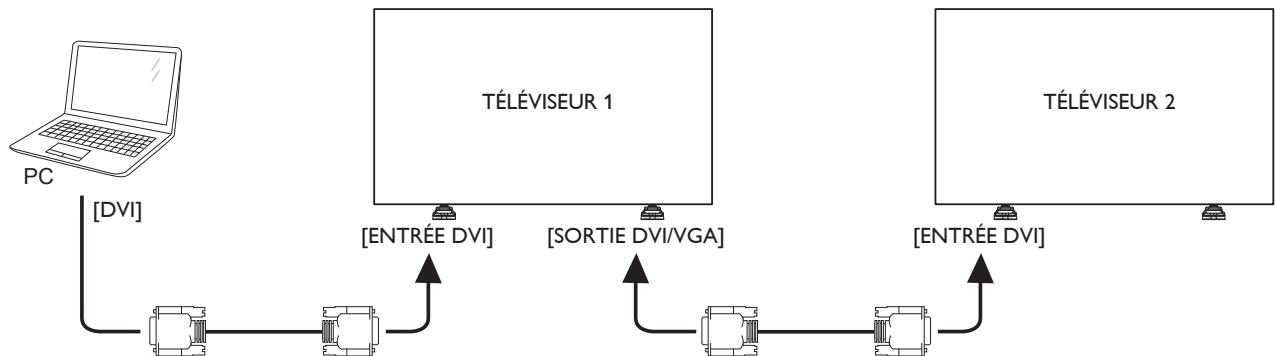 TÉLÉVISEUR 1
TÉLÉVISEUR 2
PC
[DVI]
[ENTRÉE DVI]
[SORTIE DVI/VGA]
[ENTRÉE DVI]